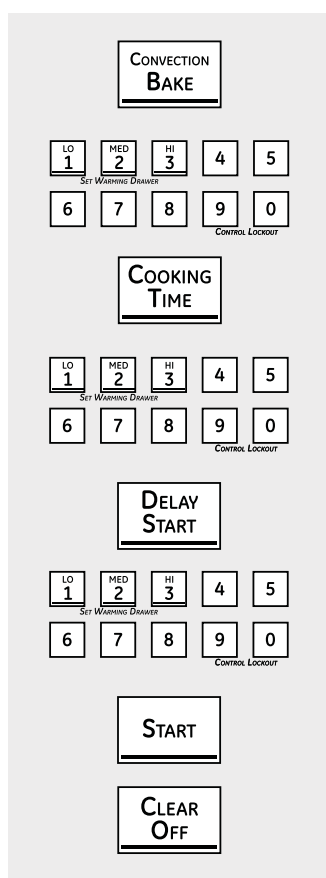 CONVECTION
BAKE
LO MED HI
1 2 3 4 5
SET WARMING DRAWER
6 7 8 9 0
CONTROL LOCKOUT
COOKING
TIME
LO MED HI
1 2 3 4 5
SET WARMING DRAWER
6 7 8 9 0
CONTROL LOCKOUT
DELAY
START
LO MED HI
1 2 3 4 5
SET WARMING DRAWER
6 7 8 9 0
CONTROL LOCKOUT
START
CLEAR
OFF